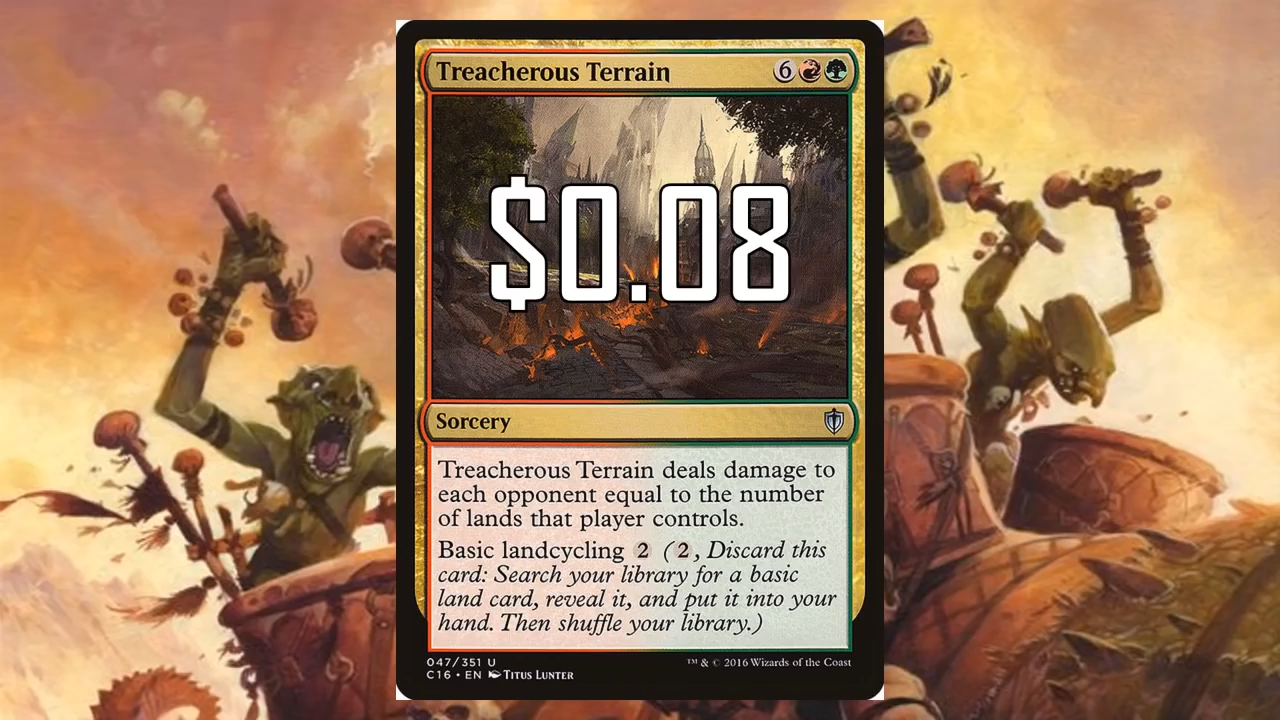 Treacherous Terrain 6
$0.08
Sorcery
Treacherous Terrain deals damage to
each opponent equal to the number
of lands that player controls.
Basic landcycling 2 (2, Discard this
card: Search your library for a basic
land card, reveal it, and put it into your
hand. Then shuffle your library.)
047/351 U
™ & © 2016 Wizards of the Coast
C16 • EN Titus Lunter